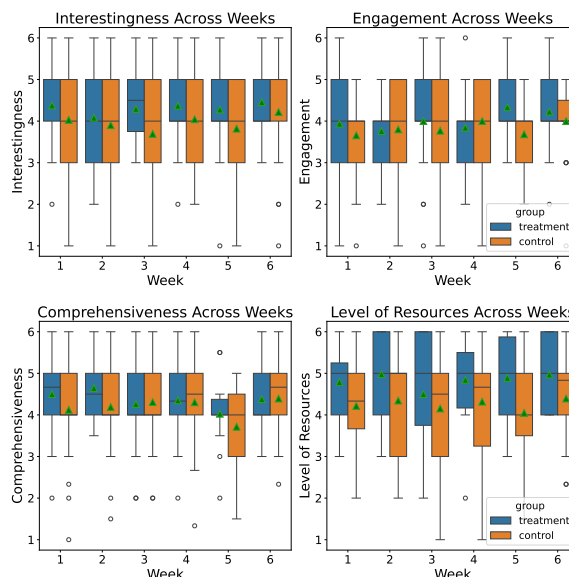 Interestingness Across Weeks
6
5
4
3
2
1
Interestingness
1 2 3 4 5 6
Week
Engagement Across Weeks
6
5
4
3
2
1
Engagement
group
treatment
control
1 2 3 4 5 6
Week
Comprehensiveness Across Weeks
6
5
4
3
2
1
Comprehensiveness
1 2 3 4 5 6
Week
Level of Resources Across Weeks
6
5
4
3
2
1
Level of Resources
group
treatment
control
1 2 3 4 5 6
Week